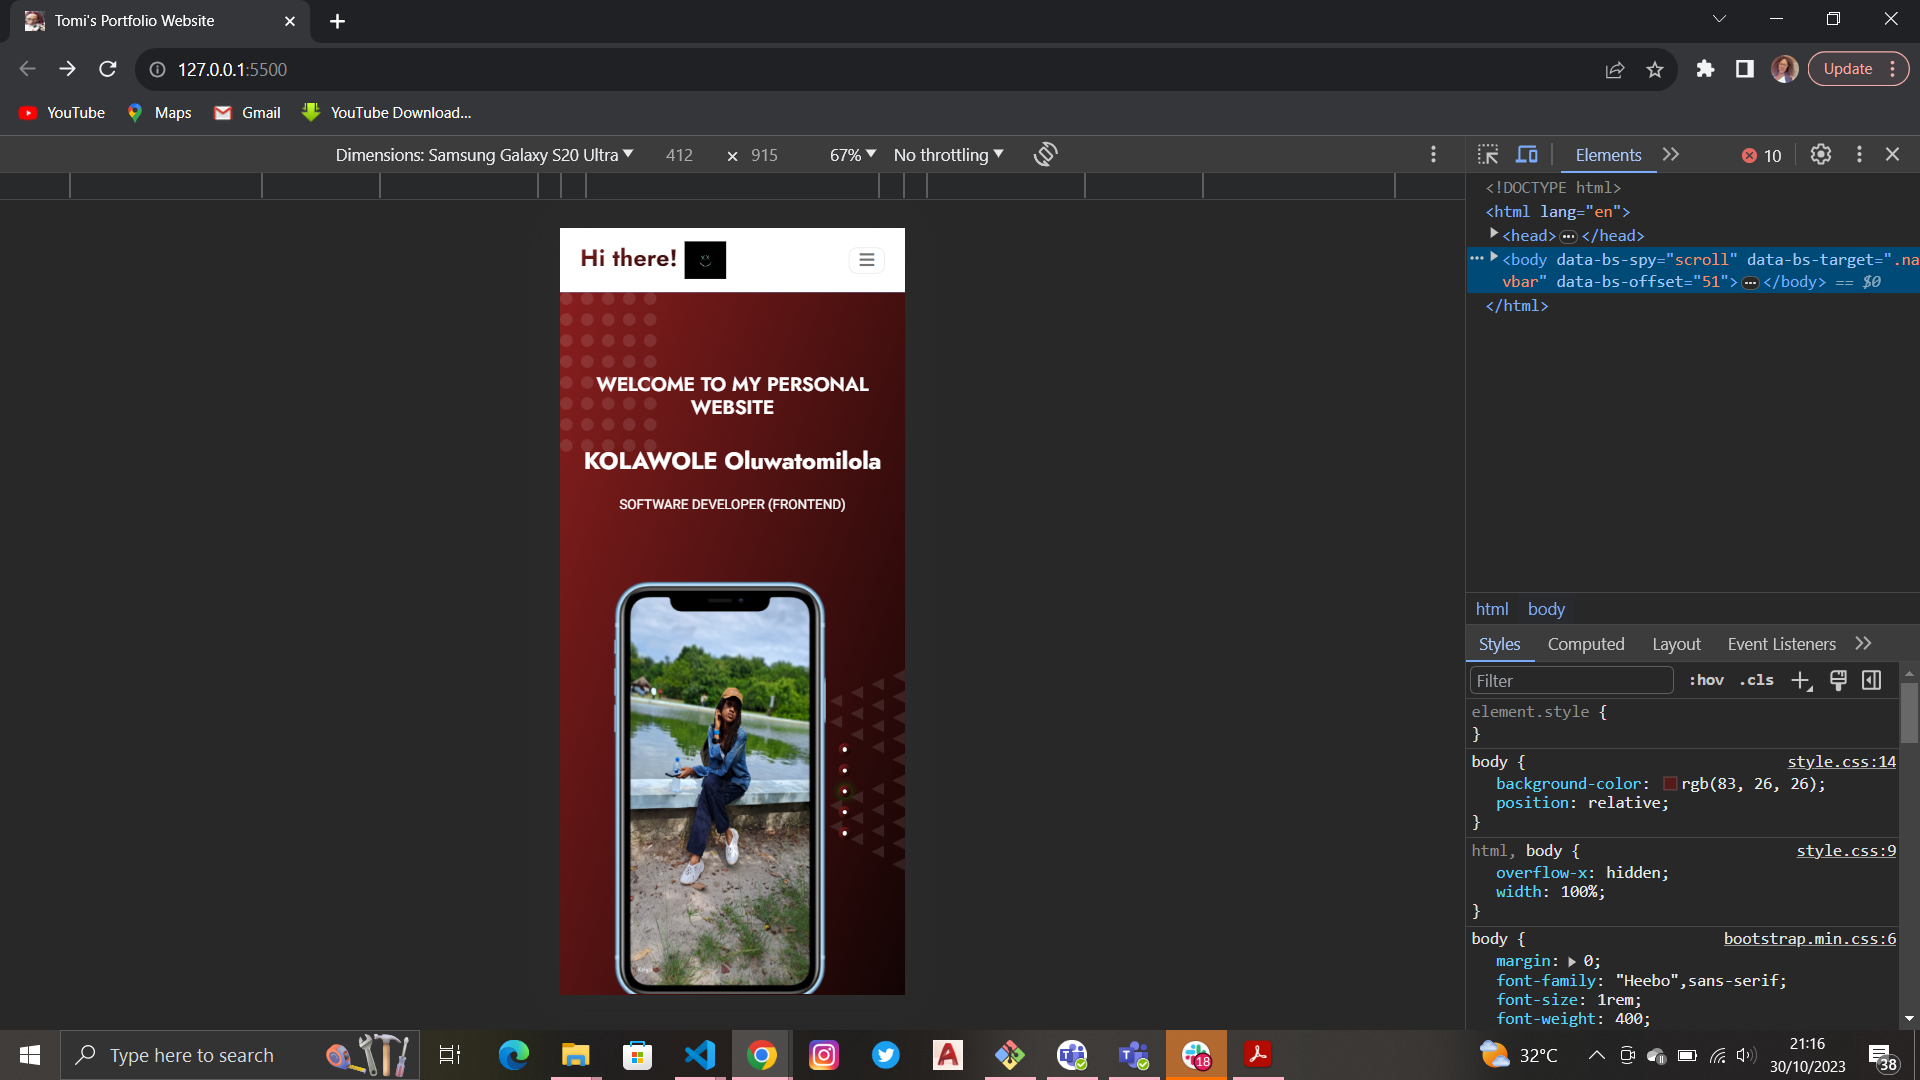 Tomi's Portfolio Website
127.0.0.1:5500
Update
YouTube
Maps
Gmail
YouTube Download...
Dimensions: Samsung Galaxy S20 Ultra
412
×
915
67%
No throttling
Elements
10
<!DOCTYPE html>
<html lang="en">
<head> ••• </head>
••• <body data-bs-spy="scroll" data-bs-target=".na
vbar" data-bs-offset="51"> ••• </body> == $0
</html>
Hi there!
WELCOME TO MY PERSONAL
WEBSITE
KOLAWOLE Oluwatomilola
SOFTWARE DEVELOPER (FRONTEND)
html body
Styles Computed Layout Event Listeners
Filter
:hov .cls
element.style {
}
body { style.css:14
background-color: rgb(83, 26, 26);
position: relative;
}
html, body { style.css:9
overflow-x: hidden;
width: 100%;
}
body { bootstrap.min.css:6
margin: 0;
font-family: "Heebo",sans-serif;
font-size: 1rem;
font-weight: 400;
Type here to search
18
32°C
21:16
30/10/2023
38